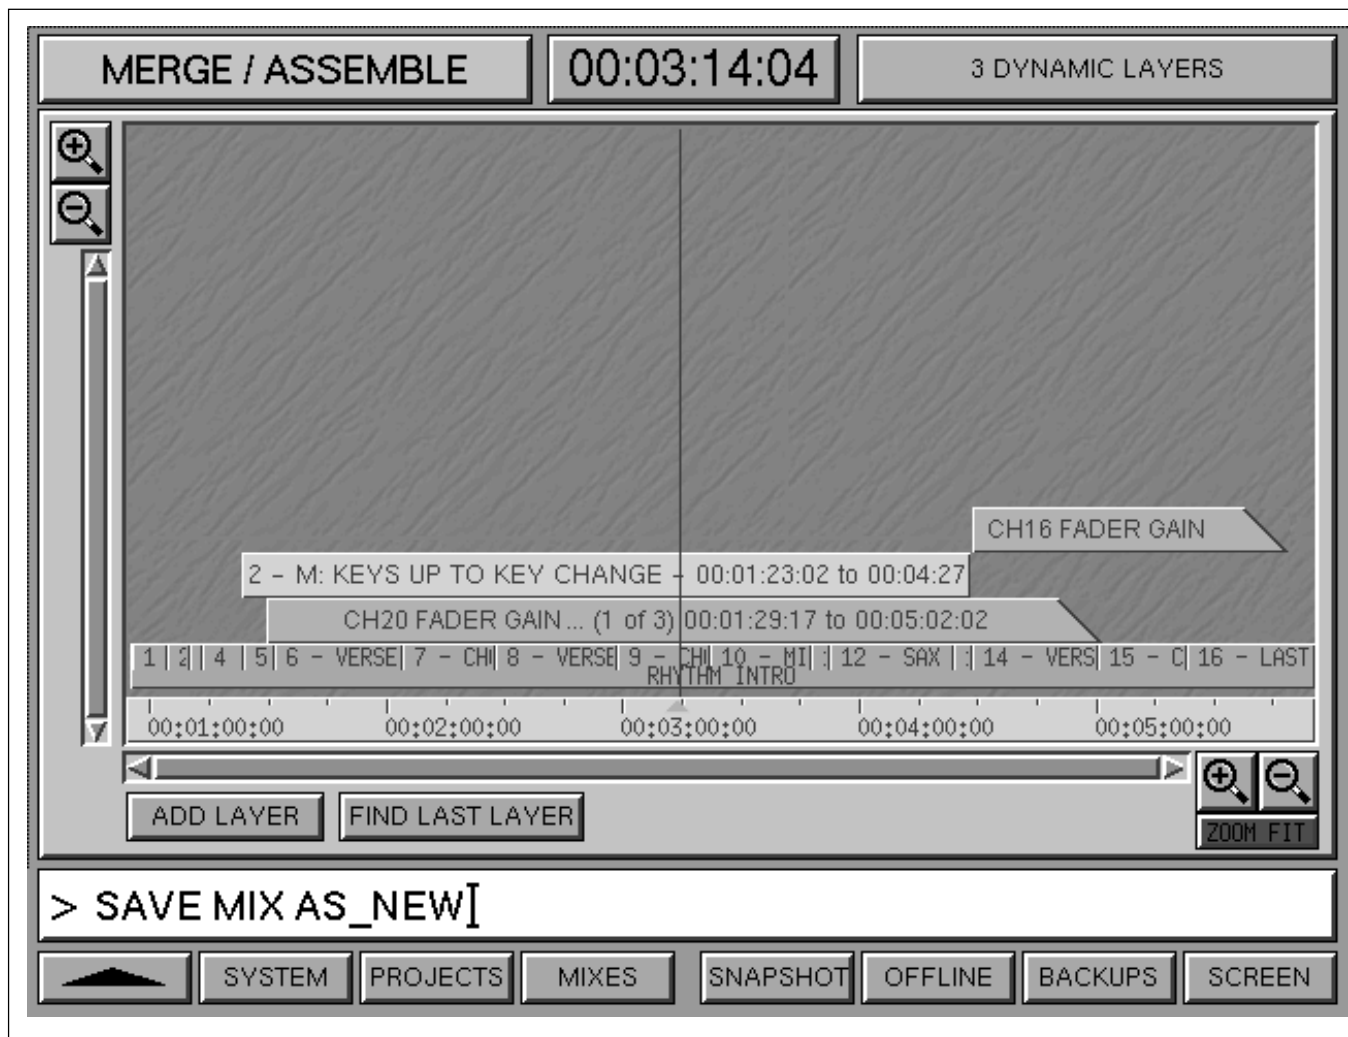 MERGE / ASSEMBLE
00:03:14:04
3 DYNAMIC LAYERS
CH16 FADER GAIN
2 – M: KEYS UP TO KEY CHANGE – 00:01:23:02 to 00:04:27
CH20 FADER GAIN ... (1 of 3) 00:01:29:17 to 00:05:02:02
1 | 2 | | 4 | 5 | 6 – VERSE | 7 – CH | 8 – VERSE | 9 – CH | 10 – MI | : | 12 – SAX | : | 14 – VERS | 15 – C | 16 – LAST
RHYTHM INTRO
00:01:00:00 00:02:00:00 00:03:00:00 00:04:00:00 00:05:00:00
ADD LAYER FIND LAST LAYER
ZOOM FIT
> SAVE MIX AS_NEW
SYSTEM PROJECTS MIXES SNAPSHOT OFFLINE BACKUPS SCREEN